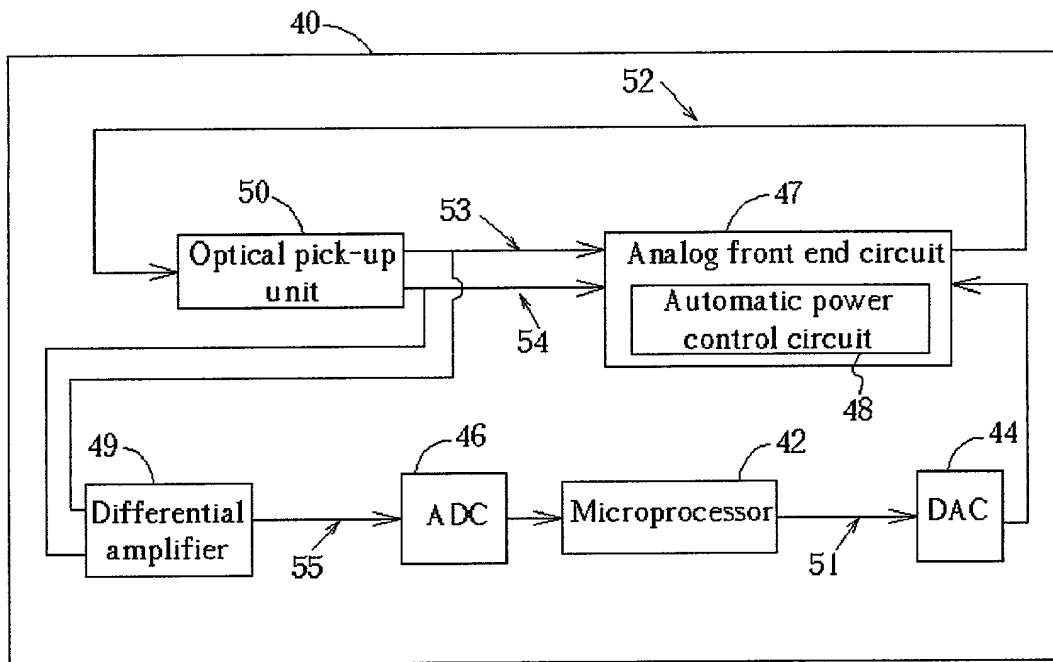 40
52
50
53
47
Optical pick-up
unit
Analog front end circuit
Automatic power
control circuit
54
48
49
46
42
44
Differential
amplifier
ADC
Microprocessor
DAC
55
51